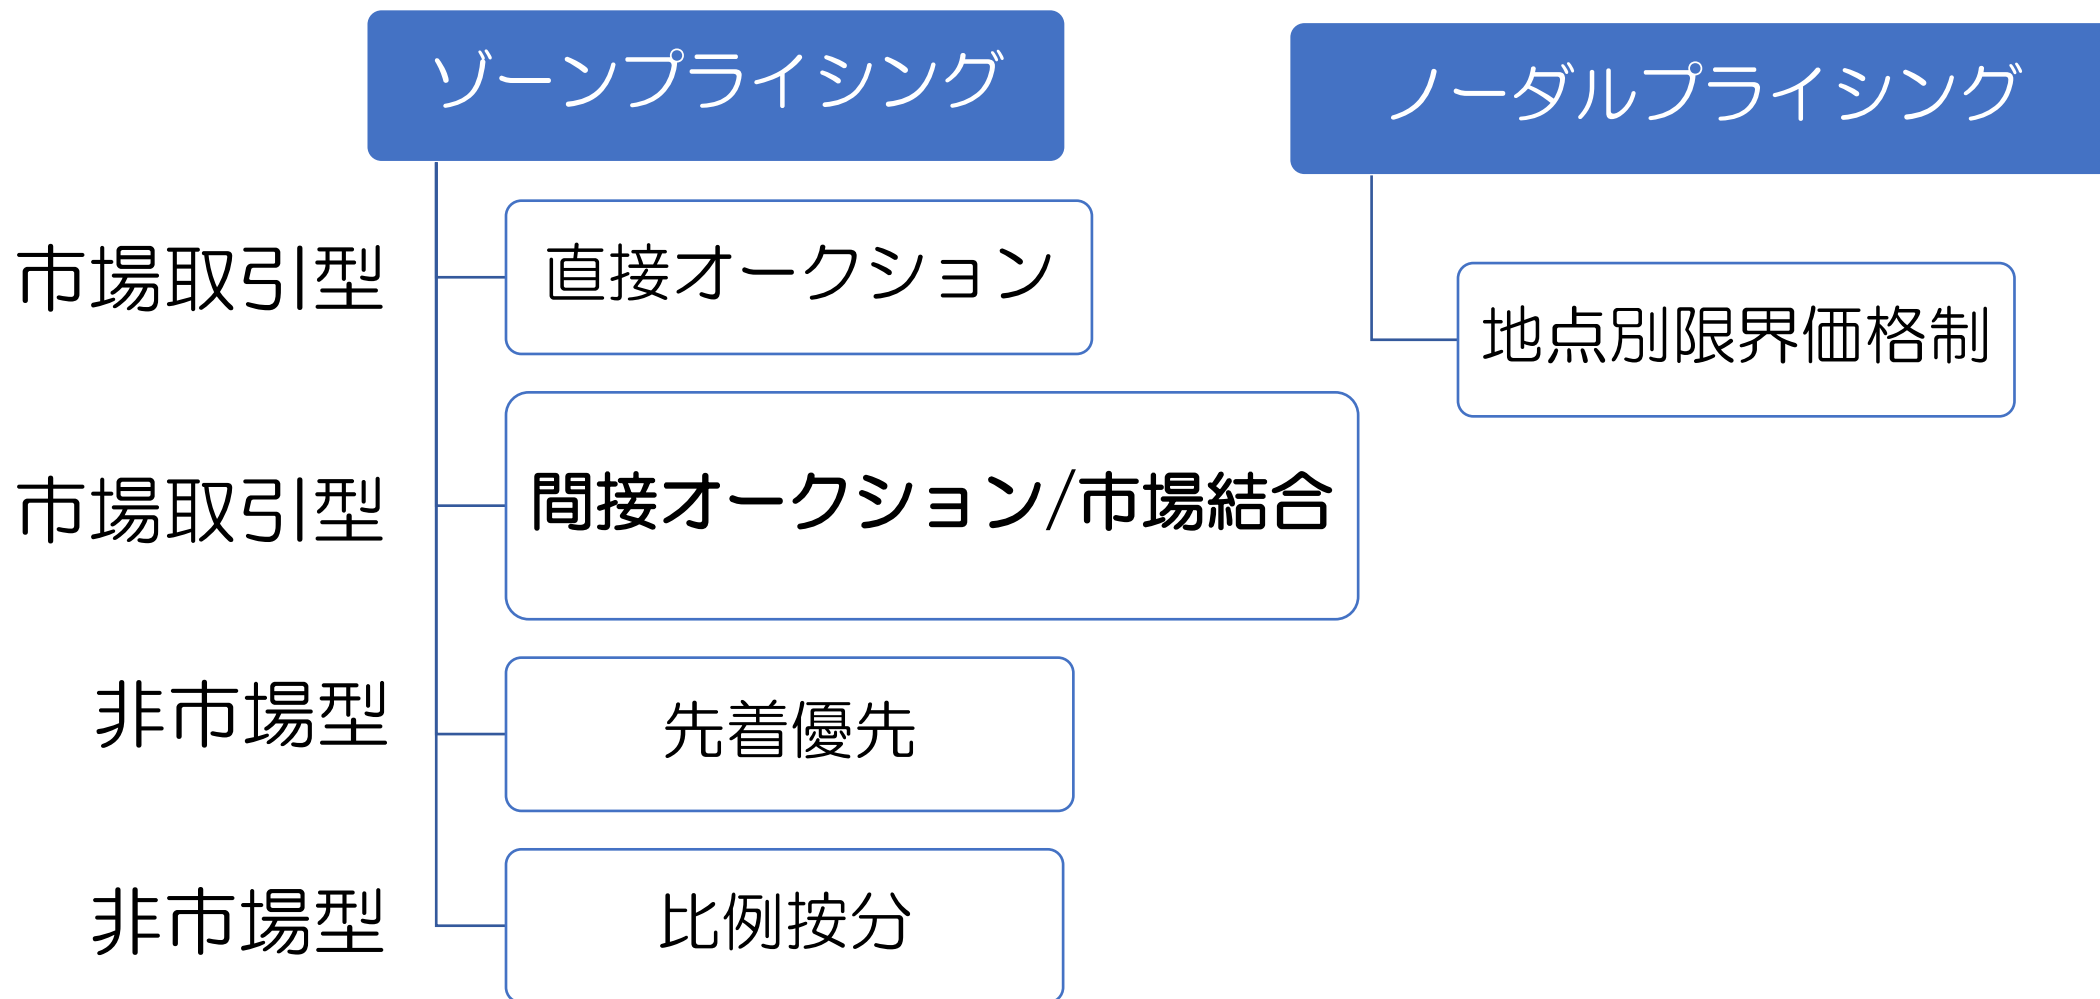 ゾーンプライシング
ノーダルプライシング
市場取引型
直接オークション
地点別限界価格制
市場取引型
間接オークション/市場結合
非市場型
先着優先
非市場型
比例按分